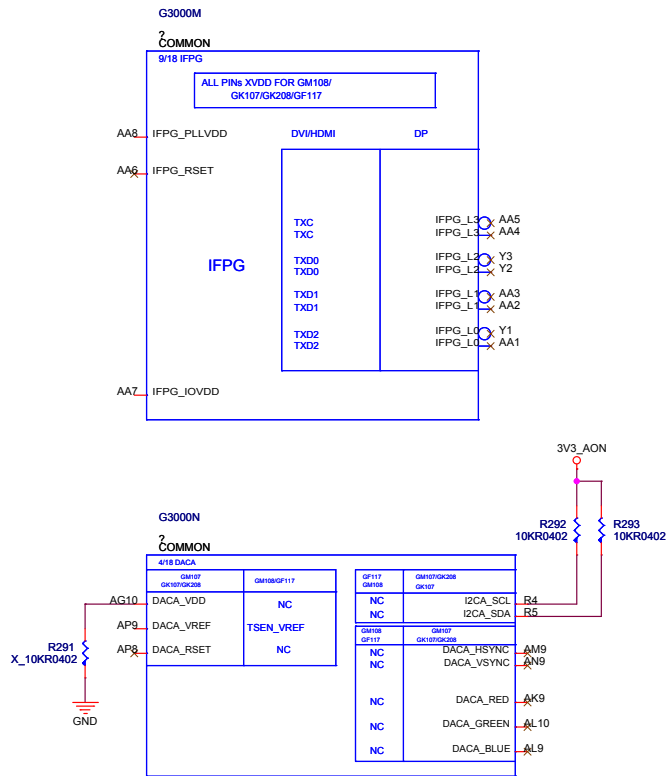 G3000M
?
COMMON
9/18 IFPG
ALL PINs XVDD FOR GM108/
GK107/GK208/GF117
AA8 IFPG_PLLVDD
DVI/HDMI DP
AA6 IFPG_RSET
TXC IFPG_L3 AA5
TXC IFPG_L3 AA4
IFPG
TXD0 IFPG_L2 Y3
TXD0 IFPG_L2 Y2
TXD1 IFPG_L1 AA3
TXD1 IFPG_L1 AA2
TXD2 IFPG_L0 Y1
TXD2 IFPG_L0 AA1
AA7 IFPG_IOVDD
3V3_AON
R292
10KR0402
R293
10KR0402
G3000N
?
COMMON
4/18 DACA
GM107
GK107/GK208
GM108/GF117
GF117
GM108
GM107/GK208
GK107
AG10 DACA_VDD NC
NC I2CA_SCL R4
NC I2CA_SDA R5
AP9 DACA_VREF TSEN_VREF
GM108
GF117
GM107
GK107/GK208
AP8 DACA_RSET NC
NC DACA_HSYNC AM9
NC DACA_VSYNC AN9
R291
X_10KR0402
GND
NC DACA_RED AK9
NC DACA_GREEN AL10
NC DACA_BLUE AL9